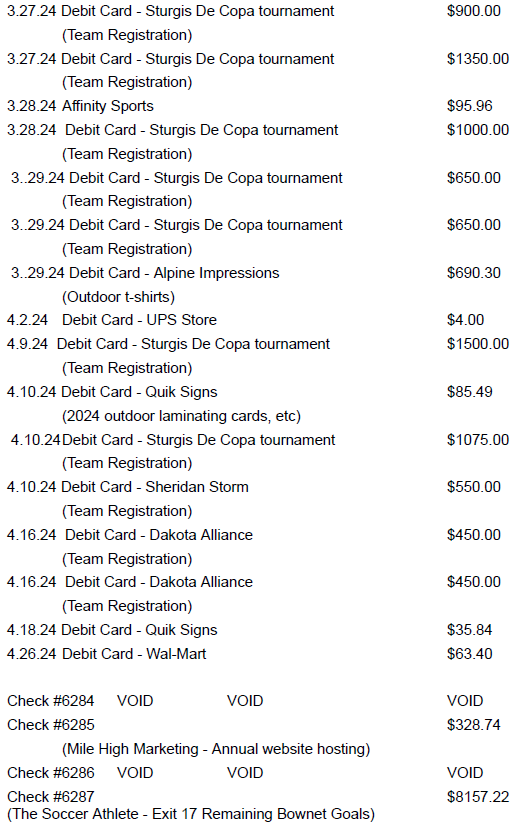 3.27.24 Debit Card - Sturgis De Copa tournament $900.00
(Team Registration)
3.27.24 Debit Card - Sturgis De Copa tournament $1350.00
(Team Registration)
3.28.24 Affinity Sports $95.96
3.28.24 Debit Card - Sturgis De Copa tournament $1000.00
(Team Registration)
3..29.24 Debit Card - Sturgis De Copa tournament $650.00
(Team Registration)
3..29.24 Debit Card - Sturgis De Copa tournament $650.00
(Team Registration)
3..29.24 Debit Card - Alpine Impressions $690.30
(Outdoor t-shirts)
4.2.24 Debit Card - UPS Store $4.00
4.9.24 Debit Card - Sturgis De Copa tournament $1500.00
(Team Registration)
4.10.24 Debit Card - Quik Signs $85.49
(2024 outdoor laminating cards, etc)
4.10.24Debit Card - Sturgis De Copa tournament $1075.00
(Team Registration)
4.10.24 Debit Card - Sheridan Storm $550.00
(Team Registration)
4.16.24 Debit Card - Dakota Alliance $450.00
(Team Registration)
4.16.24 Debit Card - Dakota Alliance $450.00
(Team Registration)
4.18.24 Debit Card - Quik Signs $35.84
4.26.24 Debit Card - Wal-Mart $63.40
Check #6284 VOID VOID VOID
Check #6285 $328.74
(Mile High Marketing - Annual website hosting)
Check #6286 VOID VOID VOID
Check #6287 $8157.22
(The Soccer Athlete - Exit 17 Remaining Bownet Goals)